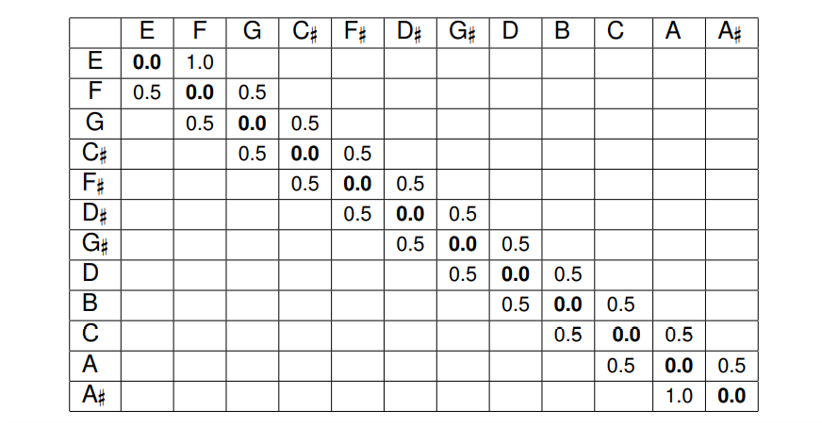 E F G C♯ F♯ D♯ G♯ D B C A A♯
E 0.0 1.0
F 0.5 0.0 0.5
G 0.5 0.0 0.5
C♯ 0.5 0.0 0.5
F♯ 0.5 0.0 0.5
D♯ 0.5 0.0 0.5
G♯ 0.5 0.0 0.5
D 0.5 0.0 0.5
B 0.5 0.0 0.5
C 0.5 0.0 0.5
A 0.5 0.0 0.5
A♯ 1.0 0.0